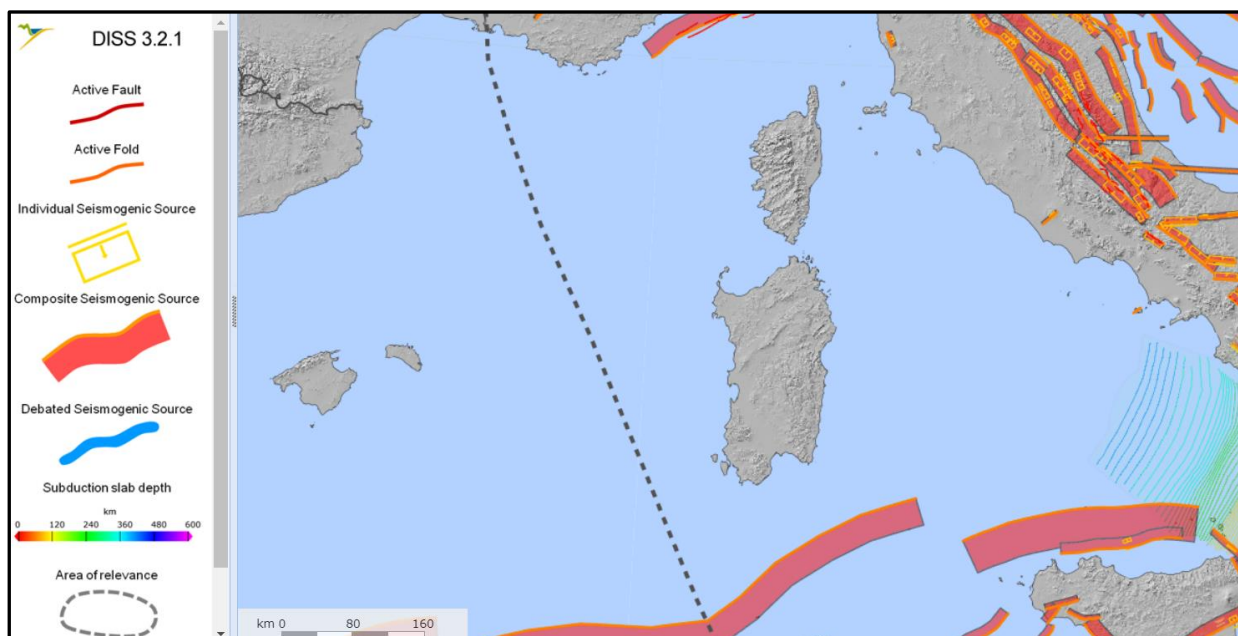 DISS 3.2.1
Active Fault
Active Fold
Individual Seismogenic Source
Composite Seismogenic Source
Debated Seismogenic Source
Subduction slab depth
km
0 120 240 360 480 600
Area of relevance
km 0 80 160